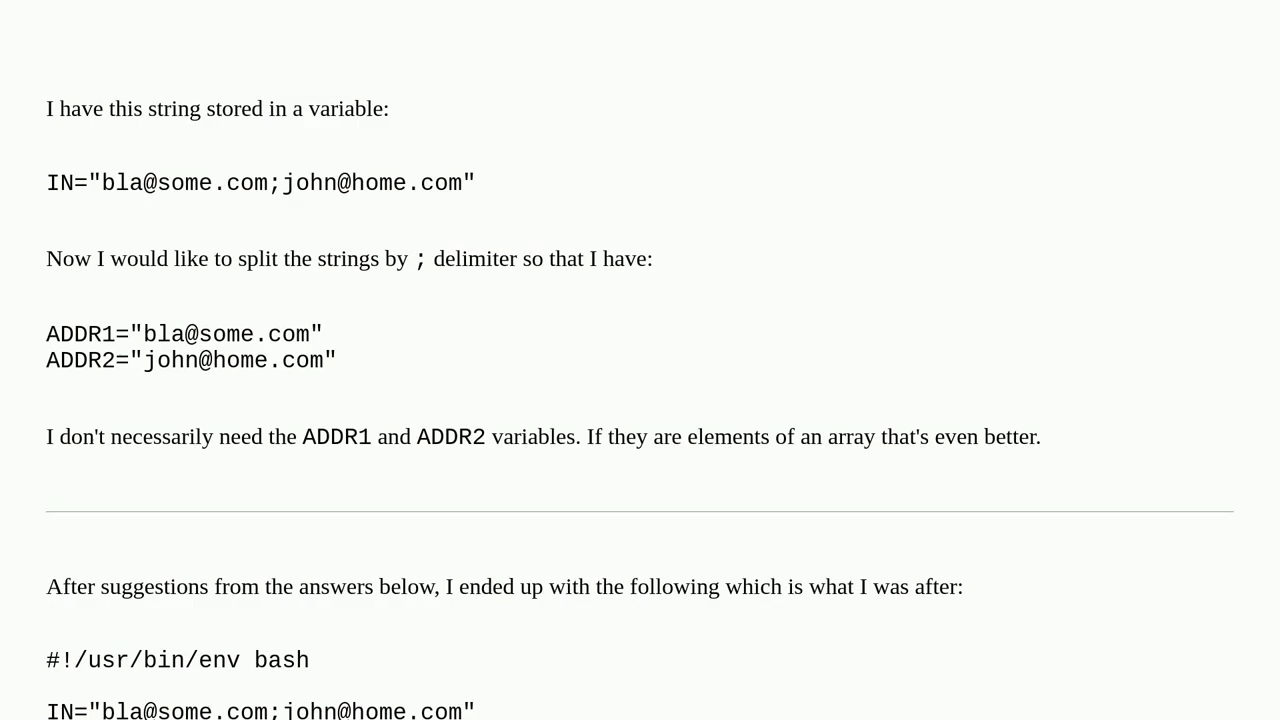 I have this string stored in a variable:
IN="bla@some.com;john@home.com"
Now I would like to split the strings by ; delimiter so that I have:
ADDR1="bla@some.com"
ADDR2="john@home.com"
I don't necessarily need the ADDR1 and ADDR2 variables. If they are elements of an array that's even better.
After suggestions from the answers below, I ended up with the following which is what I was after:
#!/usr/bin/env bash
IN="bla@some.com;john@home.com"